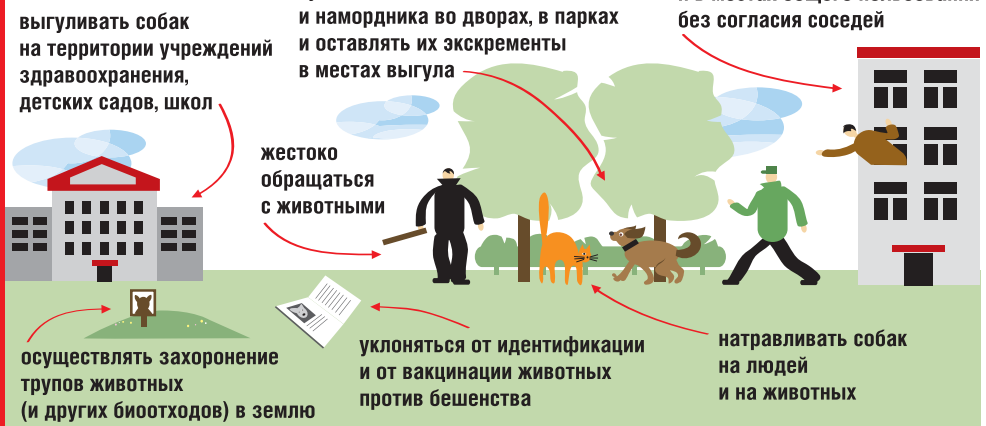 выгуливать собак
на территории учреждений
здравоохранения,
детских садов, школ
и намордника во дворах, в парках
и оставлять их экскременты
в местах выгула
без согласия соседей
жестоко
обращаться
с животными
осуществлять захоронение
трупов животных
(и других биоотходов) в землю
уклоняться от идентификации
и от вакцинации животных
против бешенства
натравливать собак
на людей
и на животных